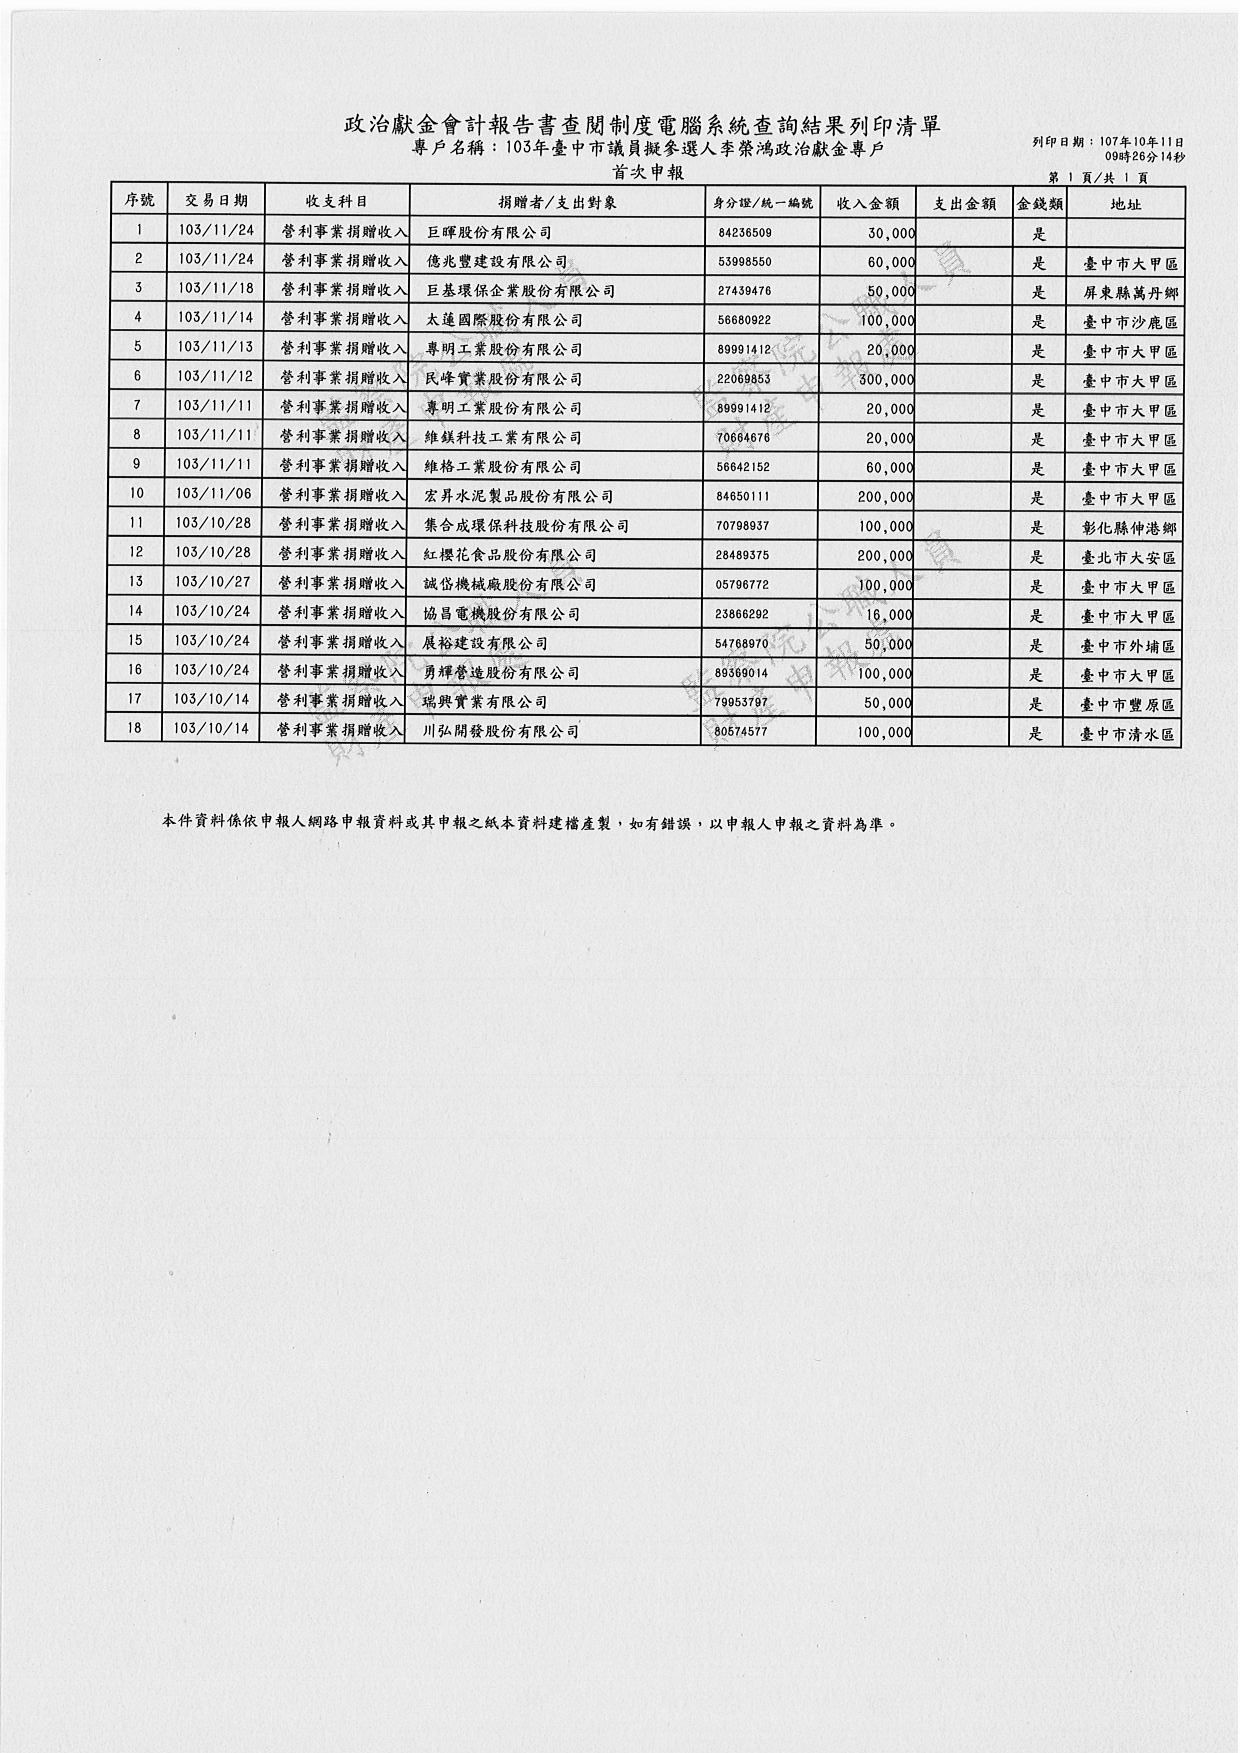 政治獻金會計報告書查閱制度電腦系統查詢結果列印清單
專戶名稱：103年臺中市議員擬參選人李榮鴻政治獻金專戶
首次申報
列印日期：107年10年11日
09時26分14秒
第 1 頁/共 1 頁
序號 交易日期 收支科目 捐贈者/支出對象 身分證/統一編號 收入金額 支出金額 金錢類 地址
1 103/11/24 營利事業捐贈收入 巨暉股份有限公司 84236509 30,000 是
2 103/11/24 營利事業捐贈收入 億兆豐建設有限公司 53998550 60,000 是 臺中市大甲區
3 103/11/18 營利事業捐贈收入 巨基環保企業股份有限公司 27439476 50,000 是 屏東縣萬丹鄉
4 103/11/14 營利事業捐贈收入 太蓮國際股份有限公司 56680922 100,000 是 臺中市沙鹿區
5 103/11/13 營利事業捐贈收入 專明工業股份有限公司 89991412 20,000 是 臺中市大甲區
6 103/11/12 營利事業捐贈收入 民峰實業股份有限公司 22069853 300,000 是 臺中市大甲區
7 103/11/11 營利事業捐贈收入 專明工業股份有限公司 89991412 20,000 是 臺中市大甲區
8 103/11/11 營利事業捐贈收入 維鎂科技工業有限公司 70664676 20,000 是 臺中市大甲區
9 103/11/11 營利事業捐贈收入 維格工業股份有限公司 56642152 60,000 是 臺中市大甲區
10 103/11/06 營利事業捐贈收入 宏昇水泥製品股份有限公司 84650111 200,000 是 臺中市大甲區
11 103/10/28 營利事業捐贈收入 集合成環保科技股份有限公司 70798937 100,000 是 彰化縣伸港鄉
12 103/10/28 營利事業捐贈收入 紅櫻花食品股份有限公司 28489375 200,000 是 臺北市大安區
13 103/10/27 營利事業捐贈收入 誠岱機械廠股份有限公司 05796772 100,000 是 臺中市大甲區
14 103/10/24 營利事業捐贈收入 協昌電機股份有限公司 23866292 16,000 是 臺中市大甲區
15 103/10/24 營利事業捐贈收入 展裕建設有限公司 54768970 50,000 是 臺中市外埔區
16 103/10/24 營利事業捐贈收入 勇輝營造股份有限公司 89369014 100,000 是 臺中市大甲區
17 103/10/14 營利事業捐贈收入 瑞興實業有限公司 79953797 50,000 是 臺中市豐原區
18 103/10/14 營利事業捐贈收入 川弘開發股份有限公司 80574577 100,000 是 臺中市清水區
監察院公職人員
財產申報處
監察院公職人員
財產申報處
監察院公職人員
財產申報處
監察院公職人員
財產申報處
本件資料係依申報人網路申報資料或其申報之紙本資料建檔產製，如有錯誤，以申報人申報之資料為準。